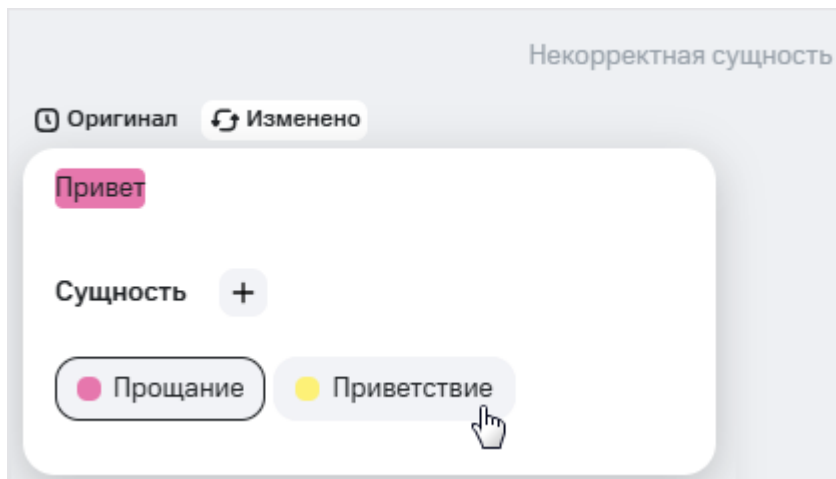 Некорректная сущность
Оригинал Изменено
Привет
Сущность +
Прощание Приветствие